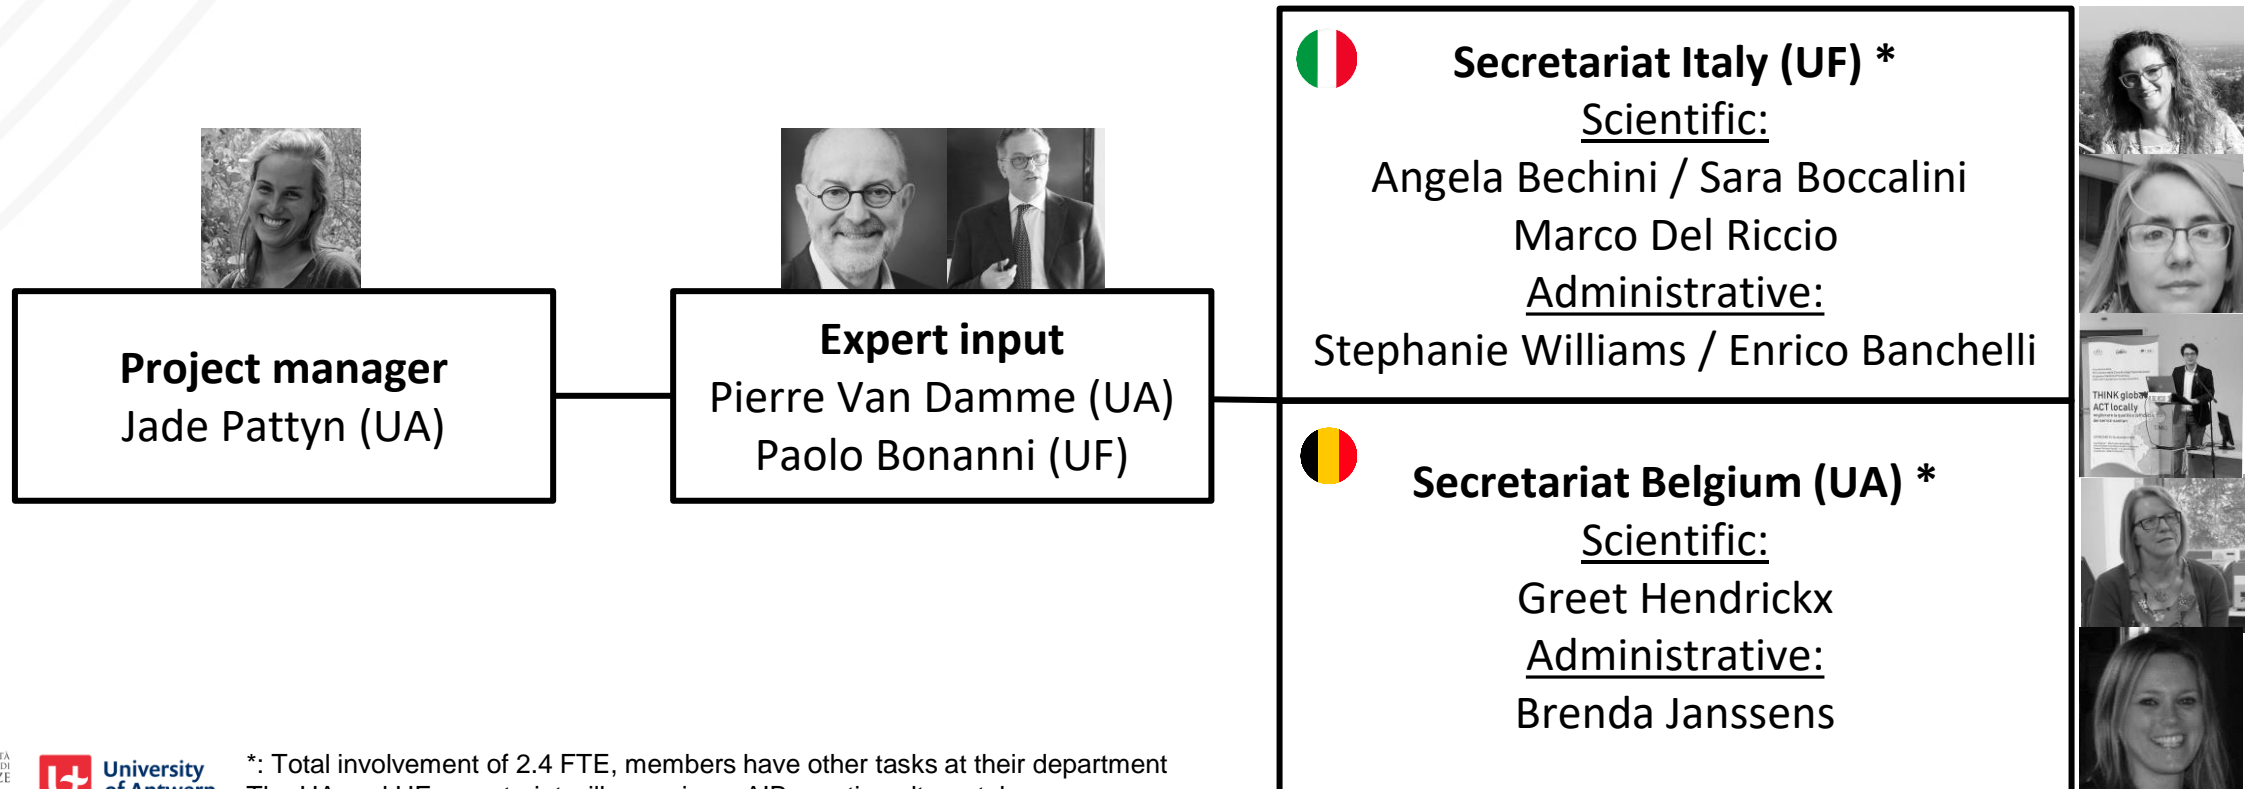 Project manager
Jade Pattyn (UA)
Expert input
Pierre Van Damme (UA)
Paolo Bonanni (UF)
Secretariat Italy (UF) *
Scientific:
Angela Bechini / Sara Boccalini
Marco Del Riccio
Administrative:
Stephanie Williams / Enrico Banchelli
Secretariat Belgium (UA) *
Scientific:
Greet Hendrickx
Administrative:
Brenda Janssens
THINK global
ACT locally
University
of Antwerp
*: Total involvement of 2.4 FTE, members have other tasks at their department